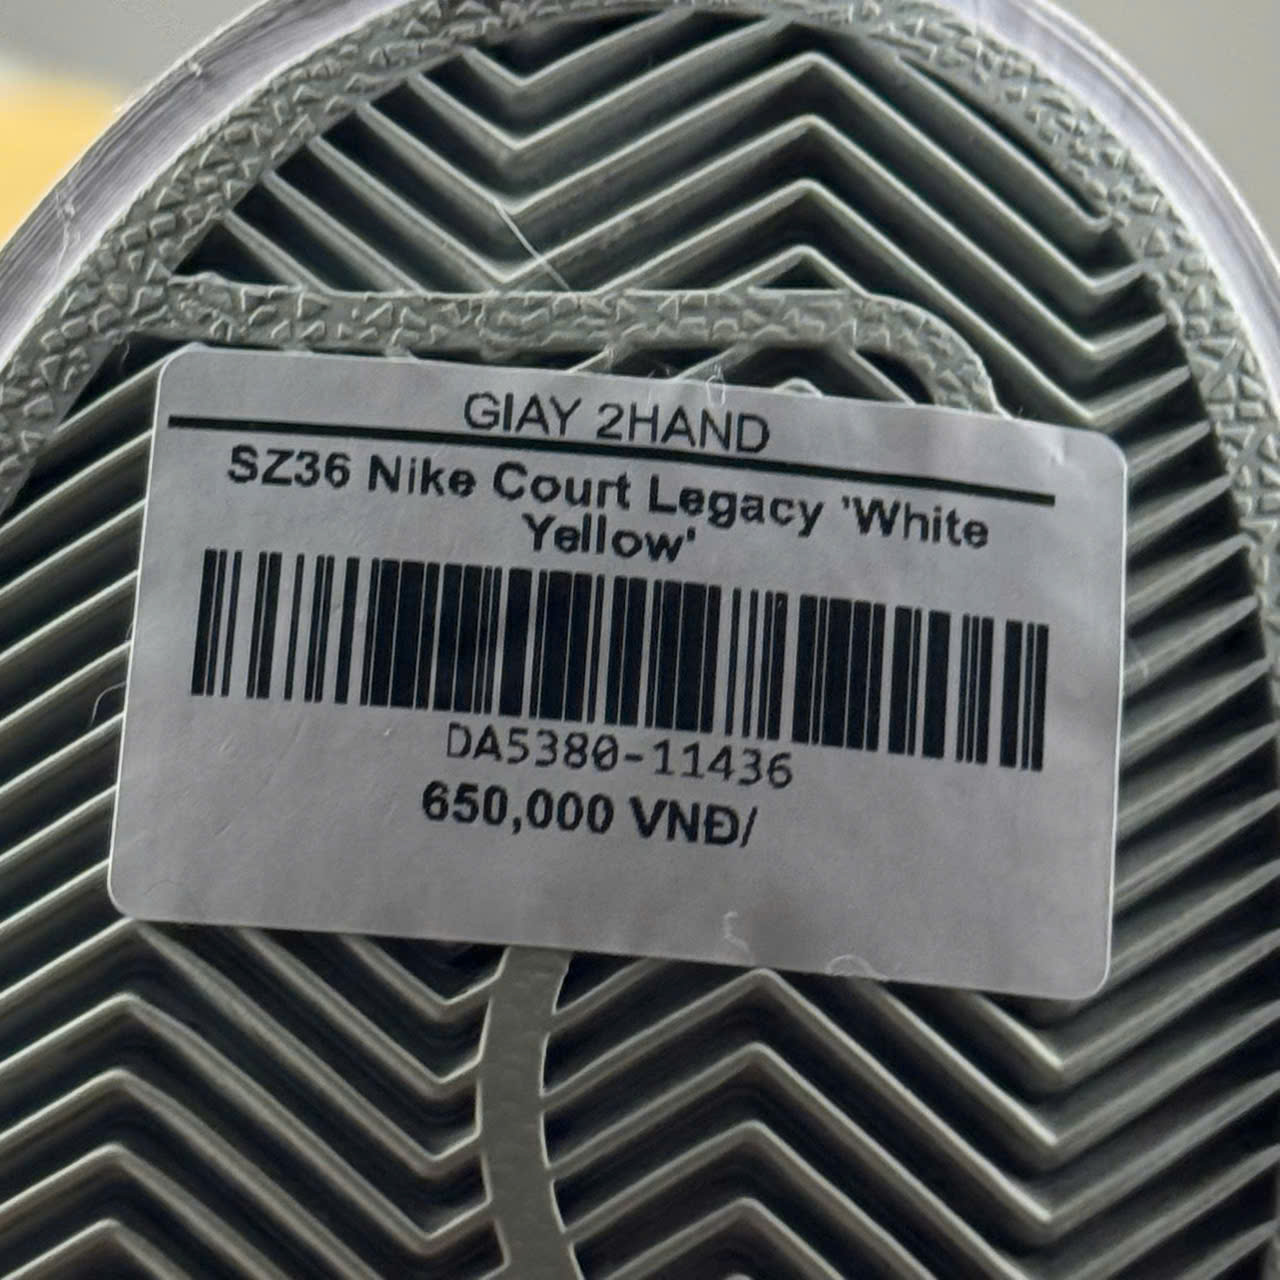 GIAY 2HAND
SZ36 Nike Court Legacy 'White
Yellow'
DA5380-11436
650,000 VNĐ/